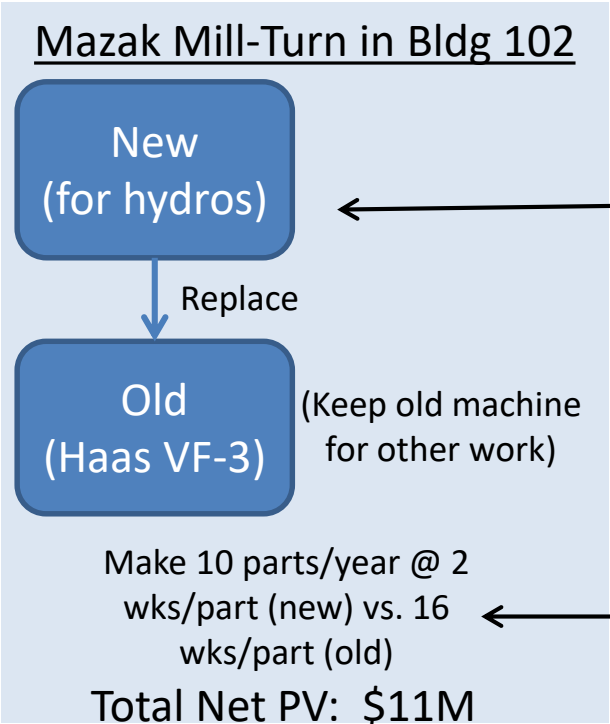 Mazak Mill-Turn in Bldg 102
New
(for hydros)
Replace
Old
(Haas VF-3)
(Keep old machine
for other work)
Make 10 parts/year @ 2
wks/part (new) vs. 16
wks/part (old)
Total Net PV: $11M